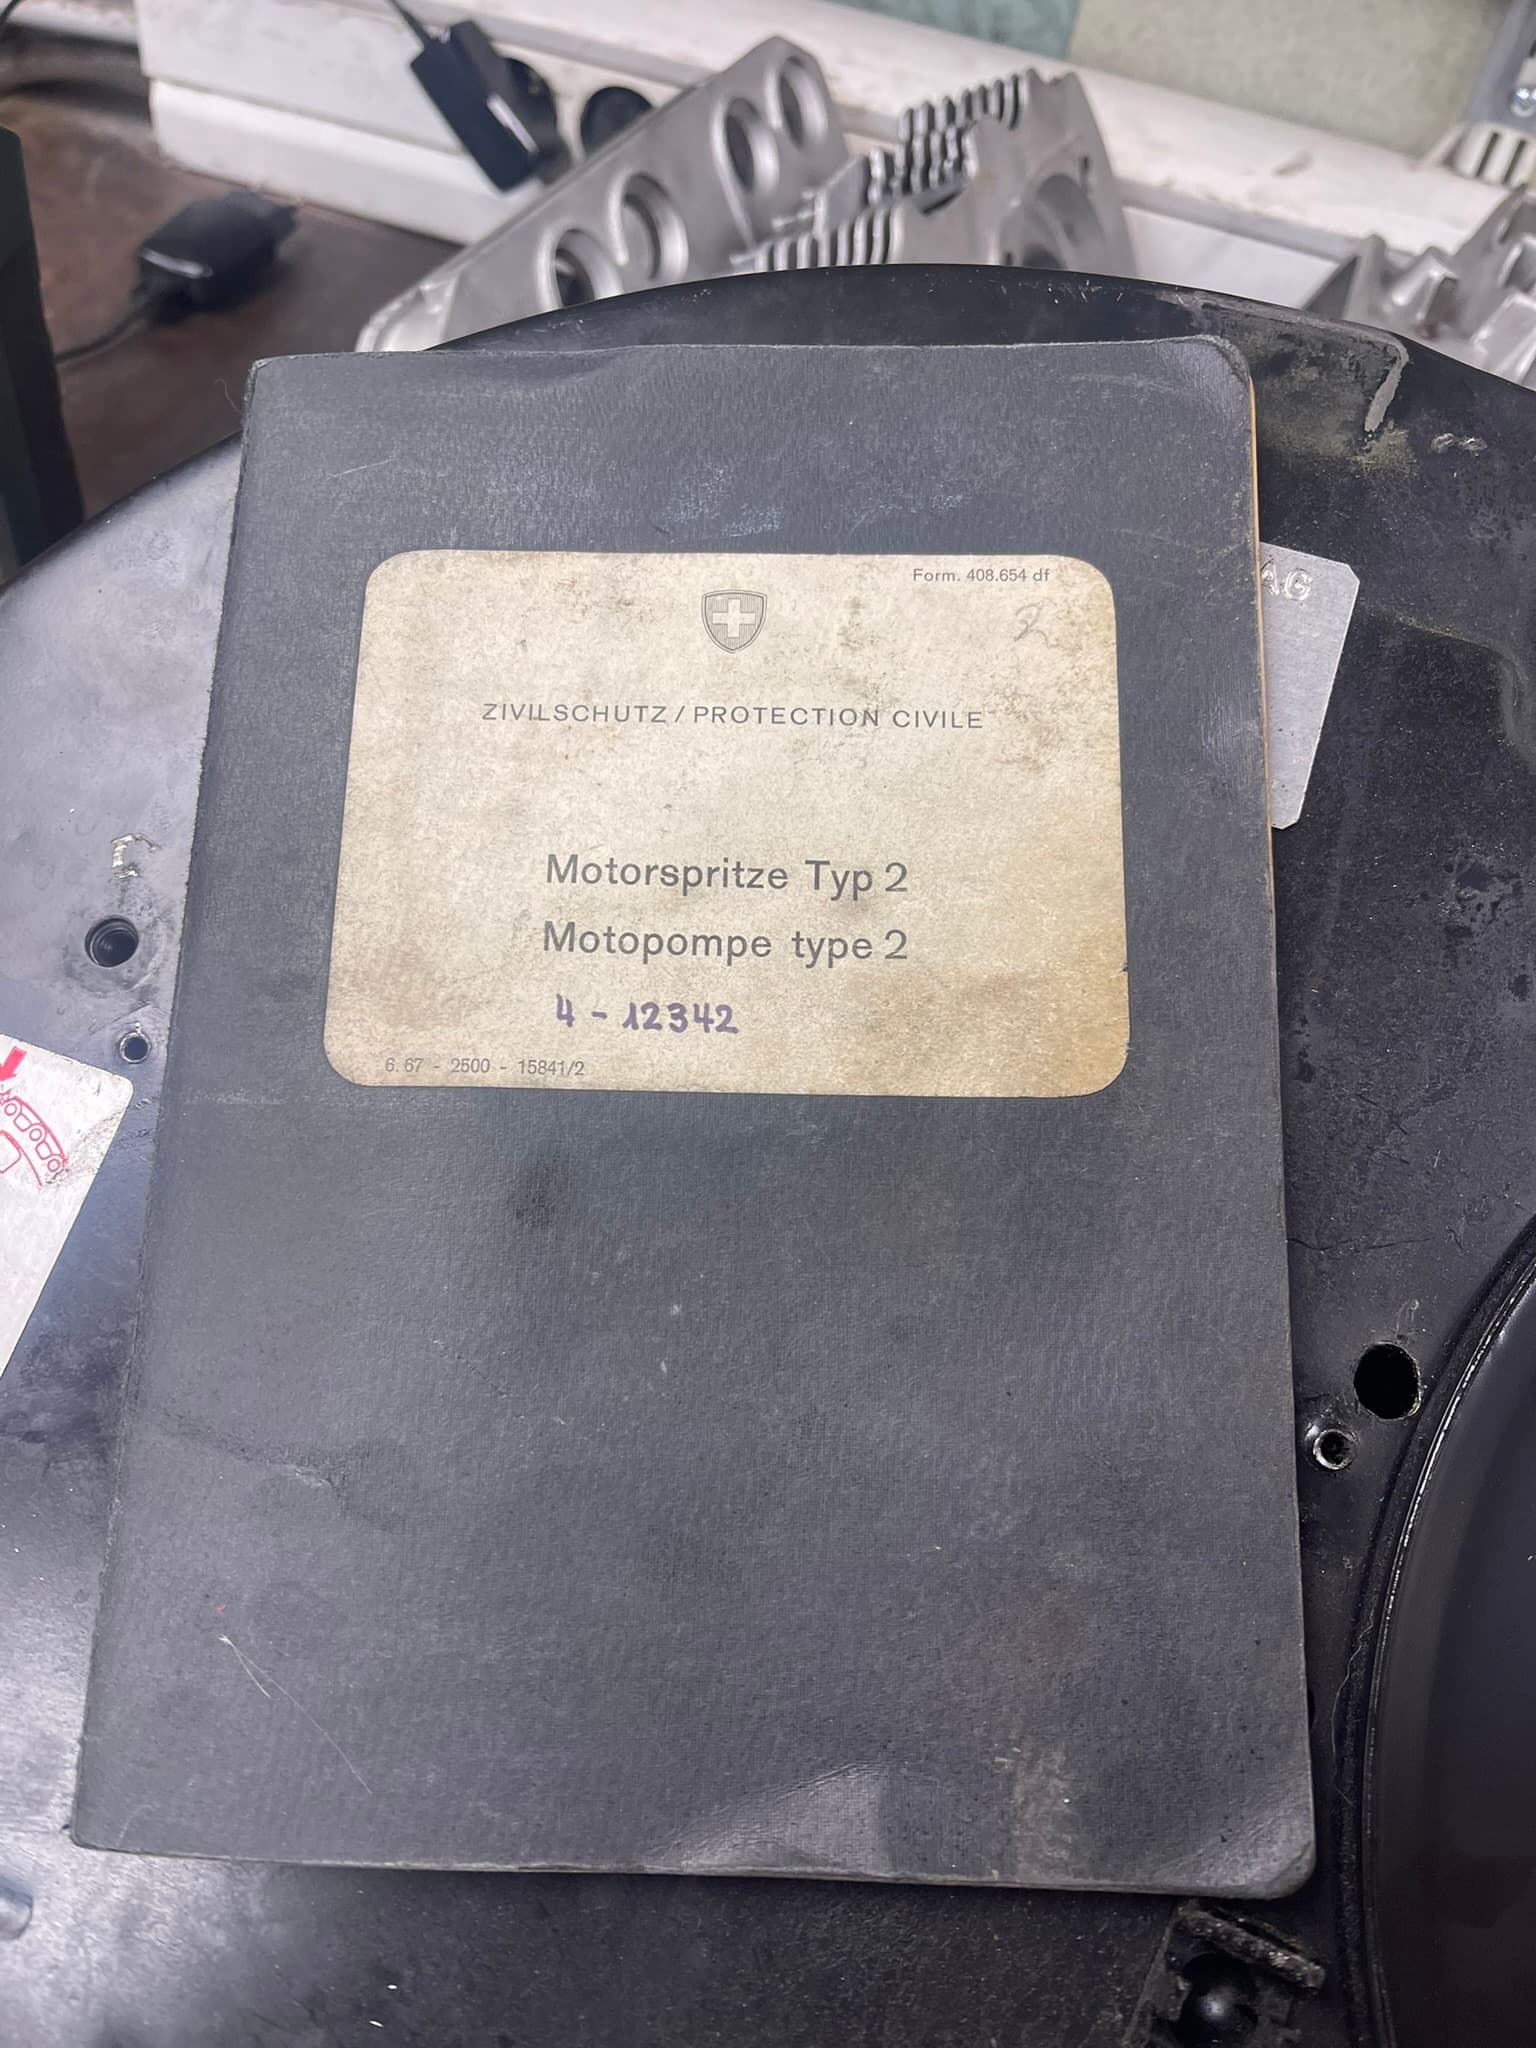 Form. 408.654 df
2
ZIVILSCHUTZ / PROTECTION CIVILE
Motorspritze Typ 2
Motopompe type 2
4 - 12342
6. 67 - 2500 - 15841/2
AG